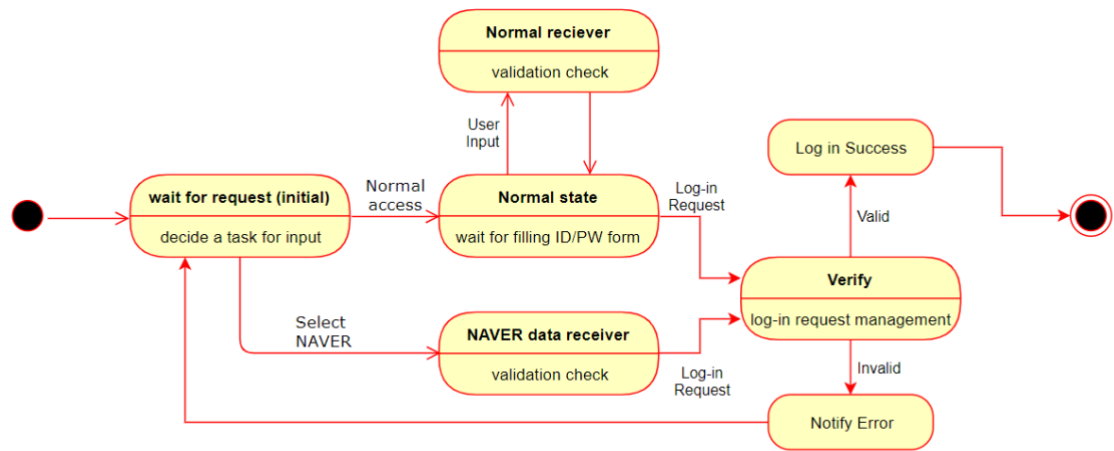 Normal reciever
validation check
User
Input
Log in Success
wait for request (initial)
decide a task for input
Normal
access
Normal state
wait for filling ID/PW form
Log-in
Request
Valid
Verify
log-in request management
Select
NAVER
NAVER data receiver
validation check
Log-in
Request
Invalid
Notify Error